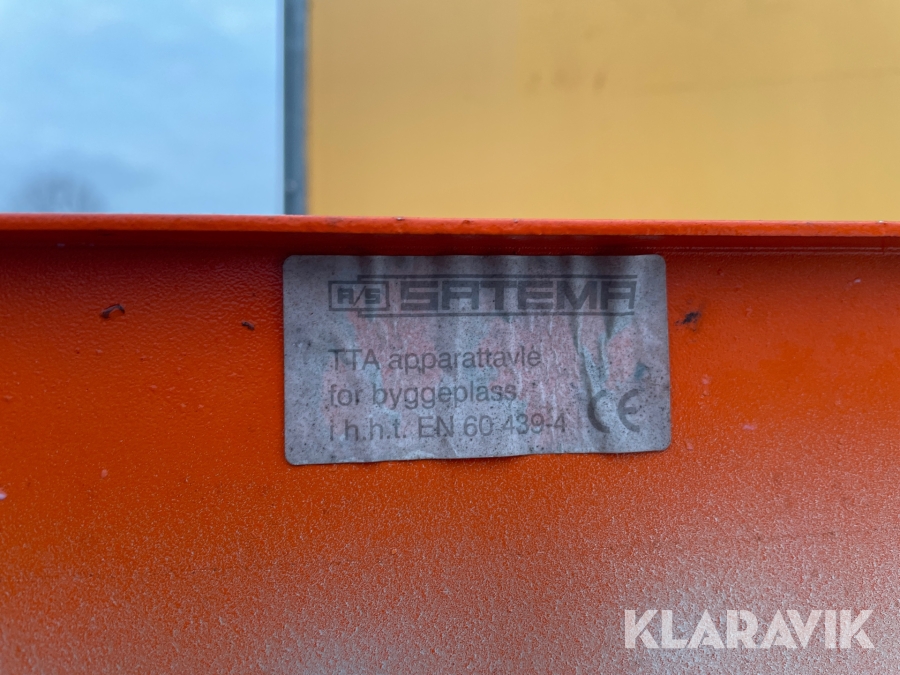 A/S SATEMA
TTA apparattavle
for byggeplass
i h.h.t. EN 60 439-4
CE
KLARAVIK